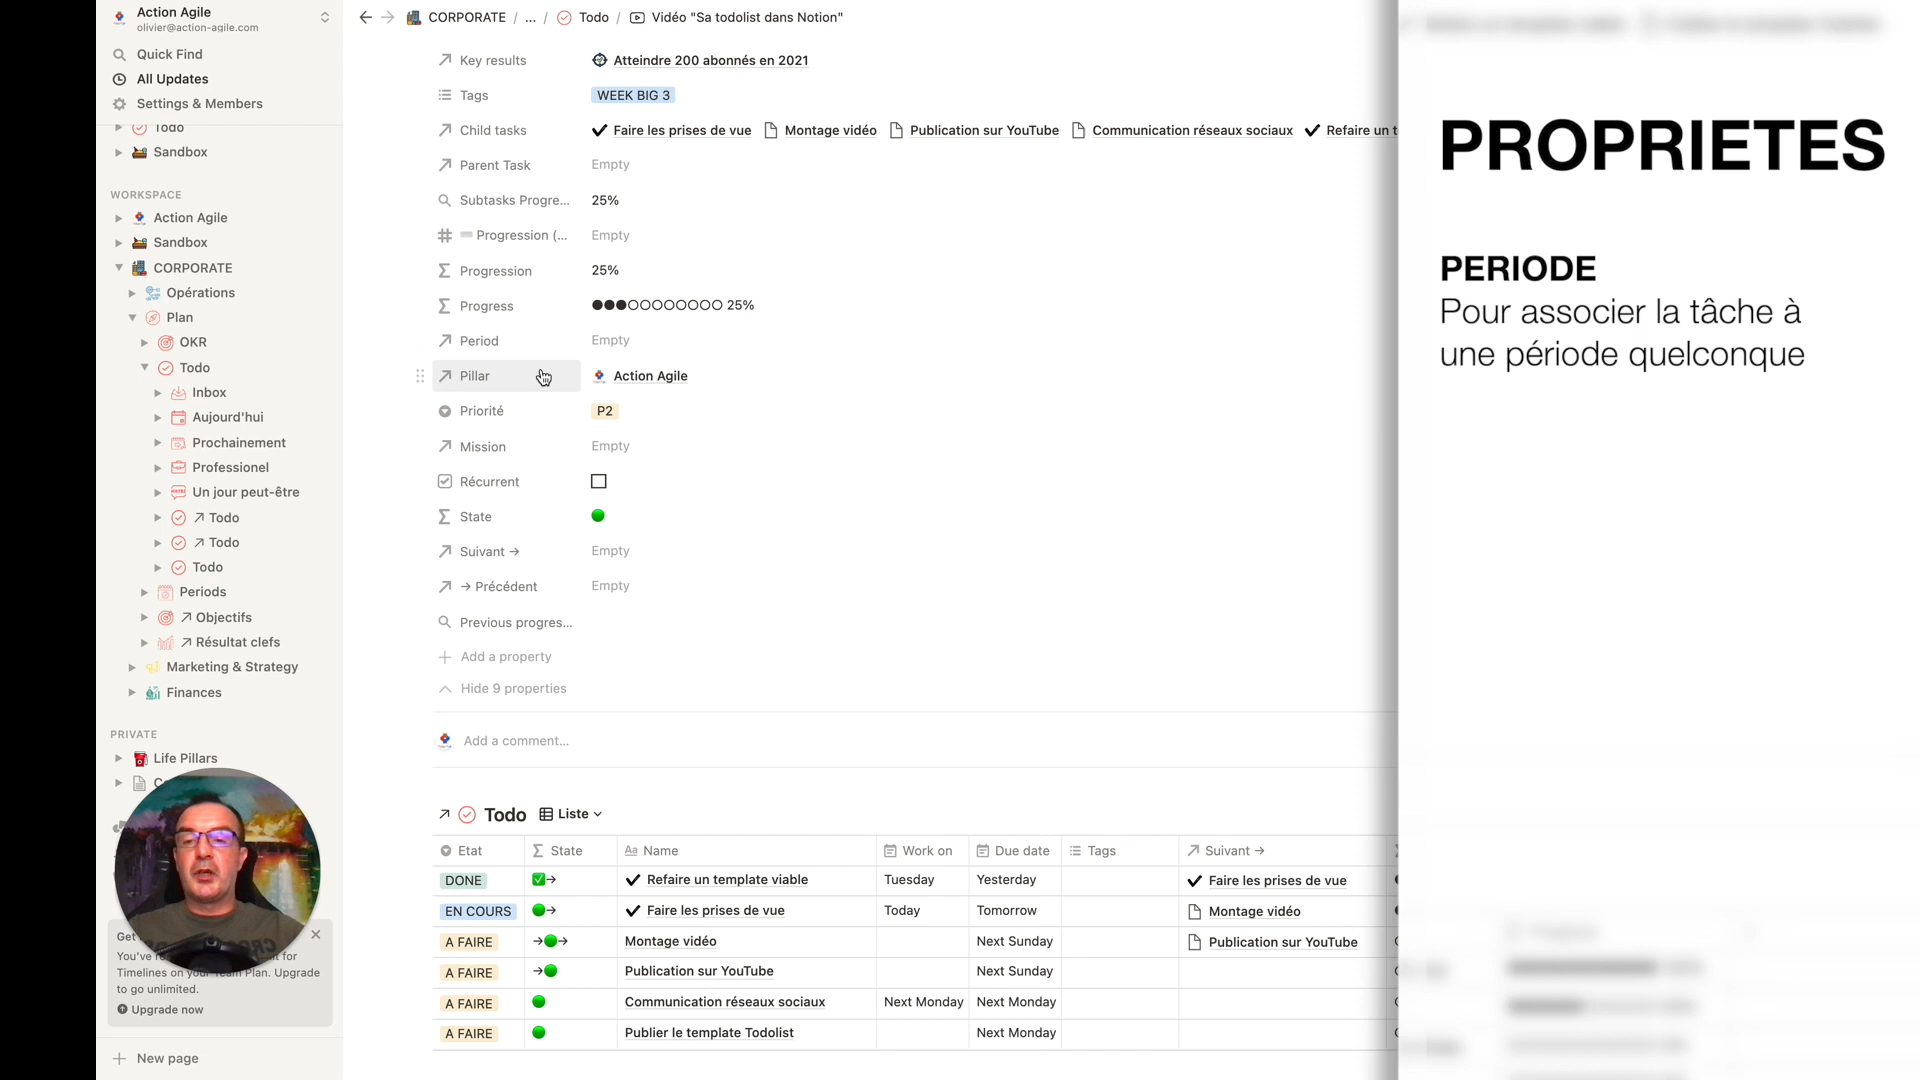 Action Agile
olivier@action-agile.com
Quick Find
All Updates
Settings & Members
Todo
Sandbox
WORKSPACE
Action Agile
Sandbox
CORPORATE
Opérations
Plan
OKR
Todo
Inbox
Aujourd'hui
Prochainement
Professionel
Un jour peut-être
↗ Todo
↗ Todo
Todo
Periods
↗ Objectifs
↗ Résultat clefs
Marketing & Strategy
Finances
PRIVATE
Life Pillars
Get
for
Timelines on your Team Plan. Upgrade
to go unlimited.
Upgrade now
New page
CORPORATE / ... / Todo / Vidéo "Sa todolist dans Notion"
Key results Atteindre 200 abonnés en 2021
Tags WEEK BIG 3
Child tasks Faire les prises de vue Montage vidéo Publication sur YouTube Communication réseaux sociaux Refaire un
Parent Task Empty
Subtasks Progre... 25%
Progression (... Empty
Progression 25%
Progress ●●●○○○○○○○○○ 25%
Period Empty
Pillar Action Agile
Priorité P2
Mission Empty
Récurrent
State
Suivant → Empty
→ Précédent Empty
Previous progres...
Add a property
Hide 9 properties
Add a comment...
↗ Todo Liste
Etat State Name Work on Due date Tags Suivant →
DONE → Refaire un template viable Tuesday Yesterday Faire les prises de vue
EN COURS → Faire les prises de vue Today Tomorrow Montage vidéo
A FAIRE →→ Montage vidéo Next Sunday Publication sur YouTube
A FAIRE → Publication sur YouTube Next Sunday
A FAIRE Communication réseaux sociaux Next Monday Next Monday
A FAIRE Publier le template Todolist Next Monday
PROPRIETES
PERIODE
Pour associer la tâche à
une période quelconque